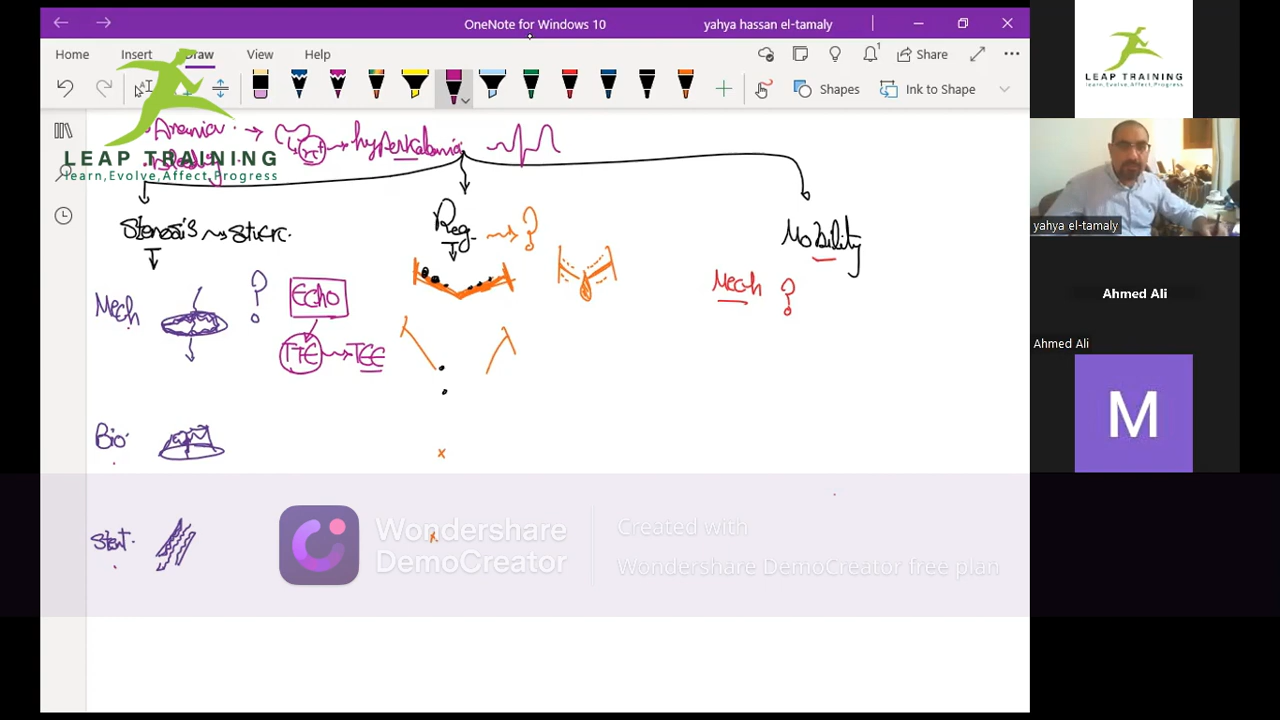 OneNote for Windows 10
yahya hassan el-tamaly
Home
Insert
Draw
View
Help
Share
Shapes
Ink to Shape
LEAP TRAINING
learn,Evolve,Affect,Progress
LEAP TRAINING
learn,Evolve,Affect,Progress
→ hyperkalemia
Stenosis
Reg. → ?
Mobility
Mech
?
Echo
TTE → TEE
Mech ?
Bio
x
Stent
x
Wondershare
DemoCreator
Created with
Wondershare DemoCreator free plan
yahya el-tamaly
Ahmed Ali
Ahmed Ali
M